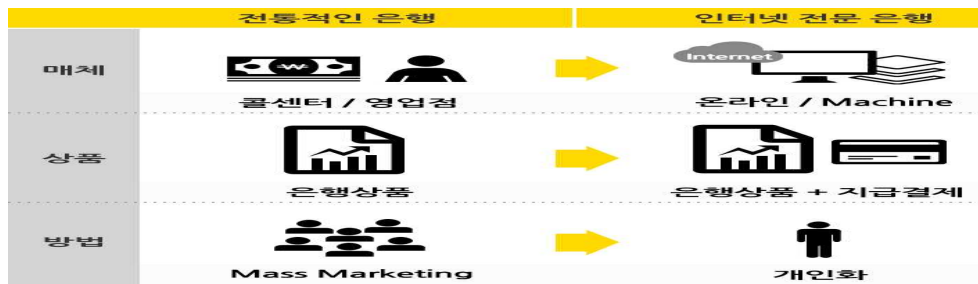 전통적인 은행 인터넷 전문 은행
매체
₩
Internet
콜센터 / 영업점 온라인 / Machine
상품
은행상품 은행상품 + 지급결제
방법
Mass Marketing 개인화